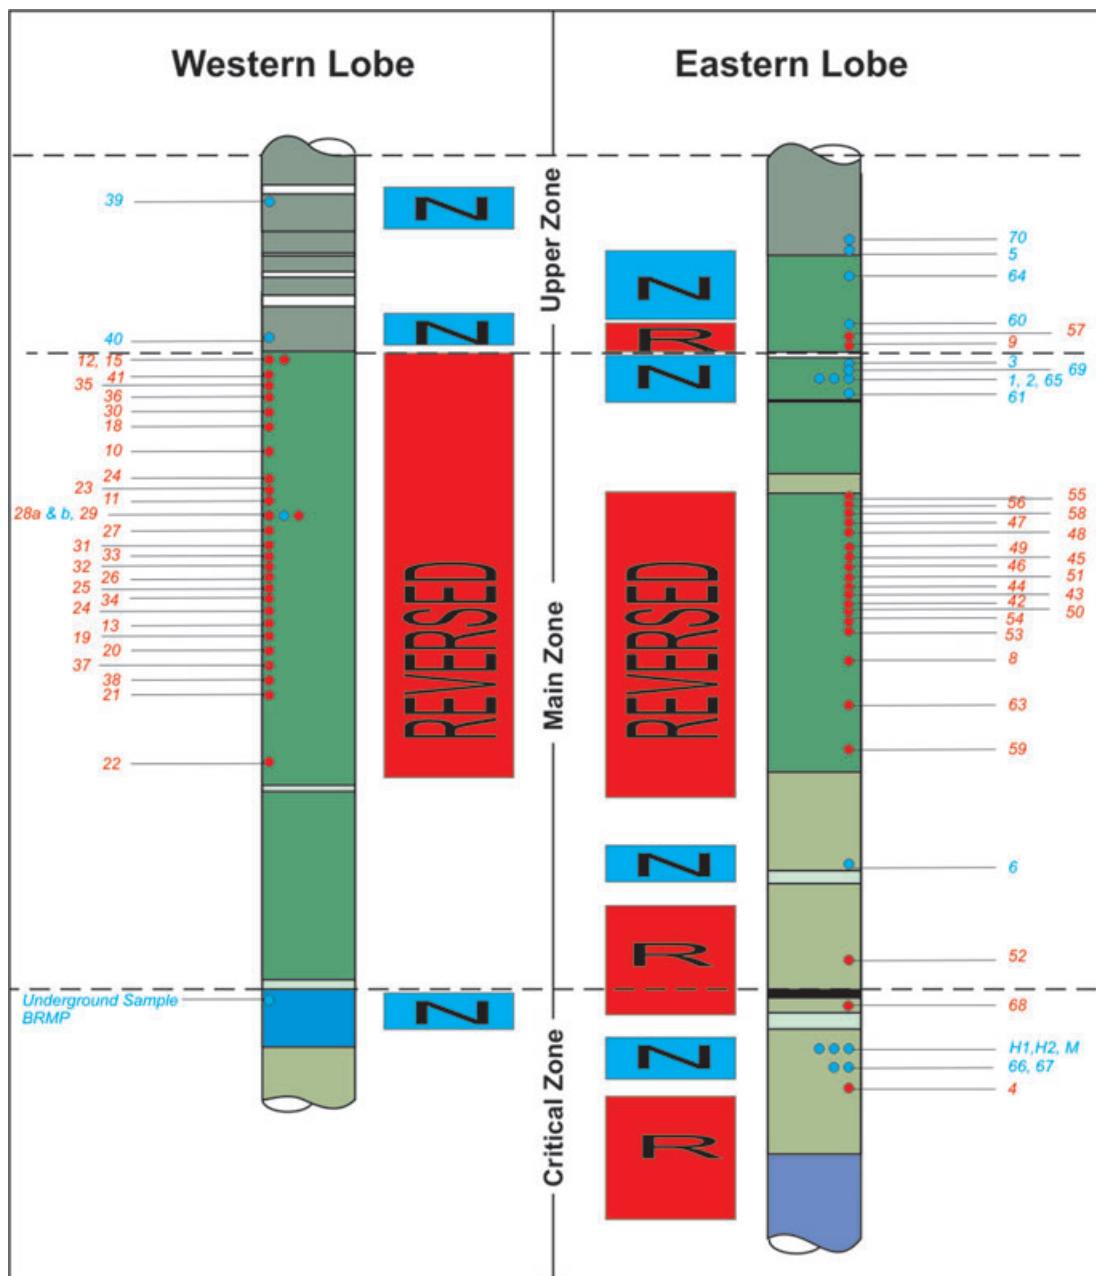 Western Lobe
Eastern Lobe
Upper Zone
Main Zone
Critical Zone
39
40
12, 15
41
35
36
30
18
10
24
23
11
28a & b, 29
27
31
33
32
26
25
34
24
13
19
20
37
38
21
22
Underground Sample
BRMP
N
N
REVERSED
N
N
R
N
REVERSED
N
R
N
R
70
5
64
60
57
9
3
69
1, 2, 65
61
55
56
58
47
48
49
45
46
51
44
43
42
50
54
53
8
63
59
6
52
68
H1,H2, M
66, 67
4